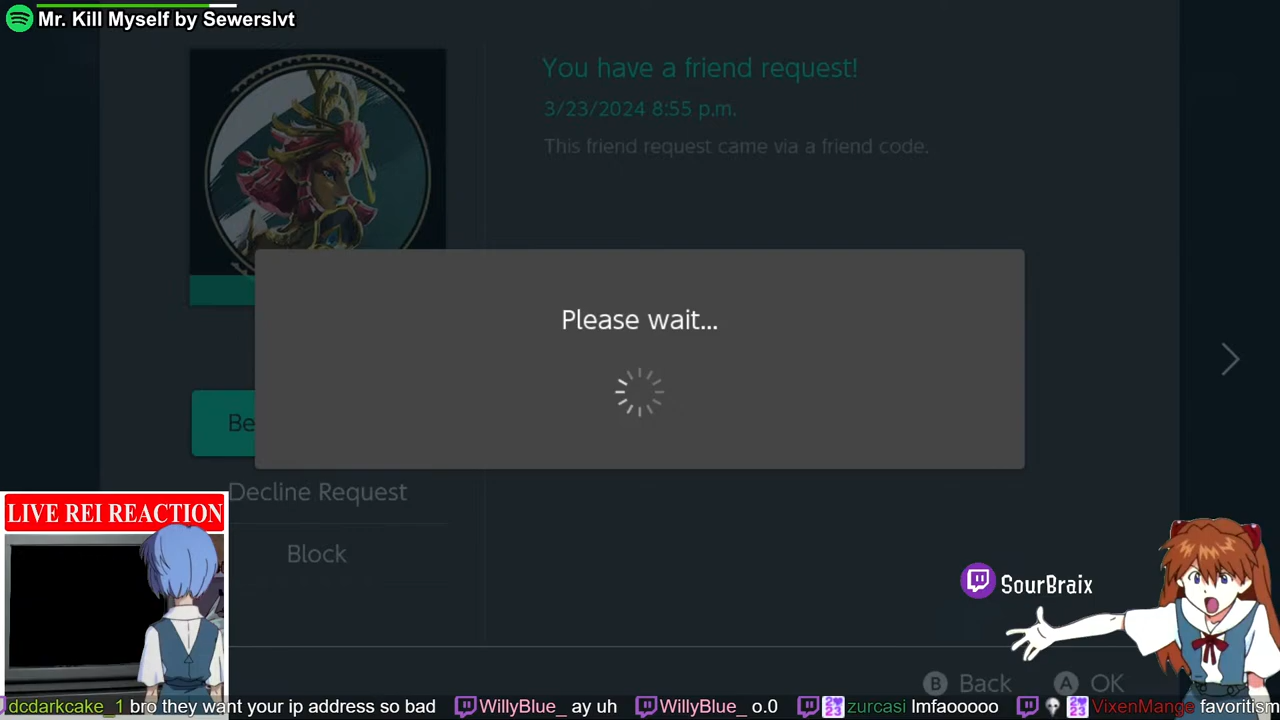 Mr. Kill Myself by Sewerslvt
You have a friend request!
3/23/2024 8:55 p.m.
This friend request came via a friend code.
Please wait...
Be
Decline Request
Block
LIVE REI REACTION
SourBraix
B Back A OK
dcdarkcake_1 bro they want your ip address so bad WillyBlue_ ay uh WillyBlue_ o.0 zurcasi lmfaooooo VixenMange favoritism